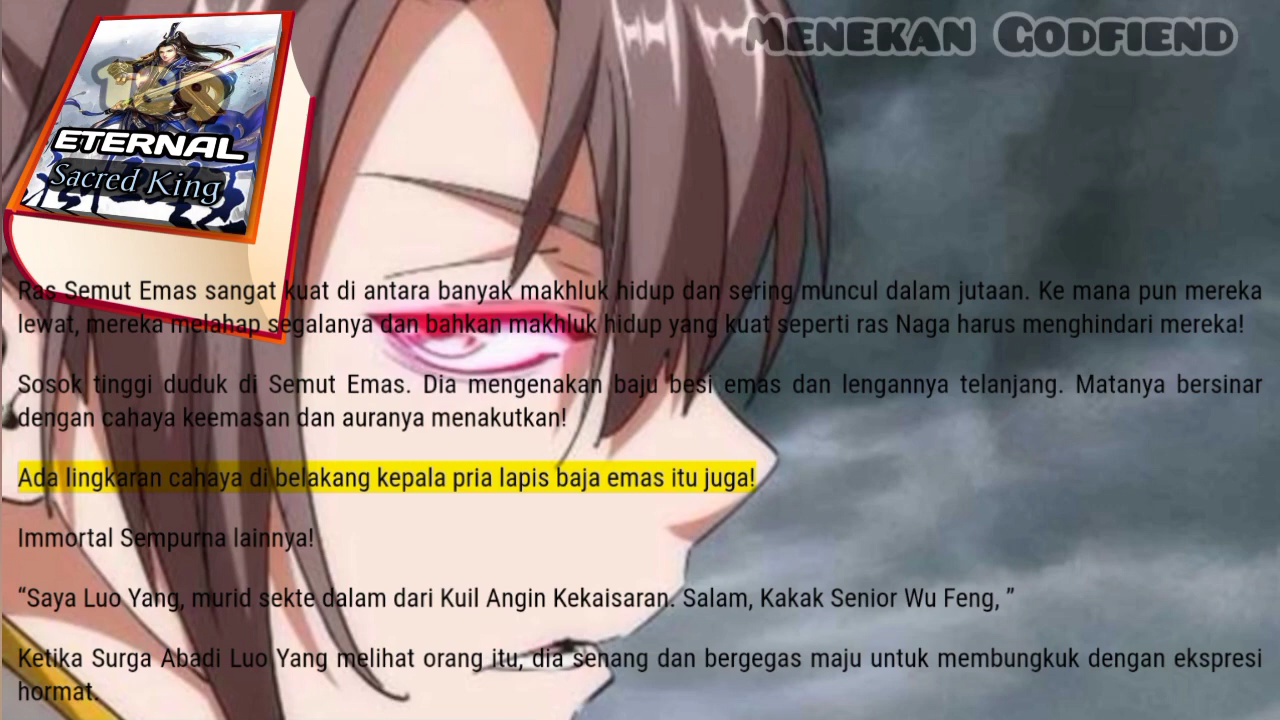 Menekan Godfiend
ETERNAL
Sacred King
Ras Semut Emas sangat kuat di antara banyak makhluk hidup dan sering muncul dalam jutaan. Ke mana pun mereka
lewat, mereka melahap segalanya dan bahkan makhluk hidup yang kuat seperti ras Naga harus menghindari mereka!
Sosok tinggi duduk di Semut Emas. Dia mengenakan baju besi emas dan lengannya telanjang. Matanya bersinar
dengan cahaya keemasan dan auranya menakutkan!
Ada lingkaran cahaya di belakang kepala pria lapis baja emas itu juga!
Immortal Sempurna lainnya!
“Saya Luo Yang, murid sekte dalam dari Kuil Angin Kekaisaran. Salam, Kakak Senior Wu Feng, ”
Ketika Surga Abadi Luo Yang melihat orang itu, dia senang dan bergegas maju untuk membungkuk dengan ekspresi
hormat.